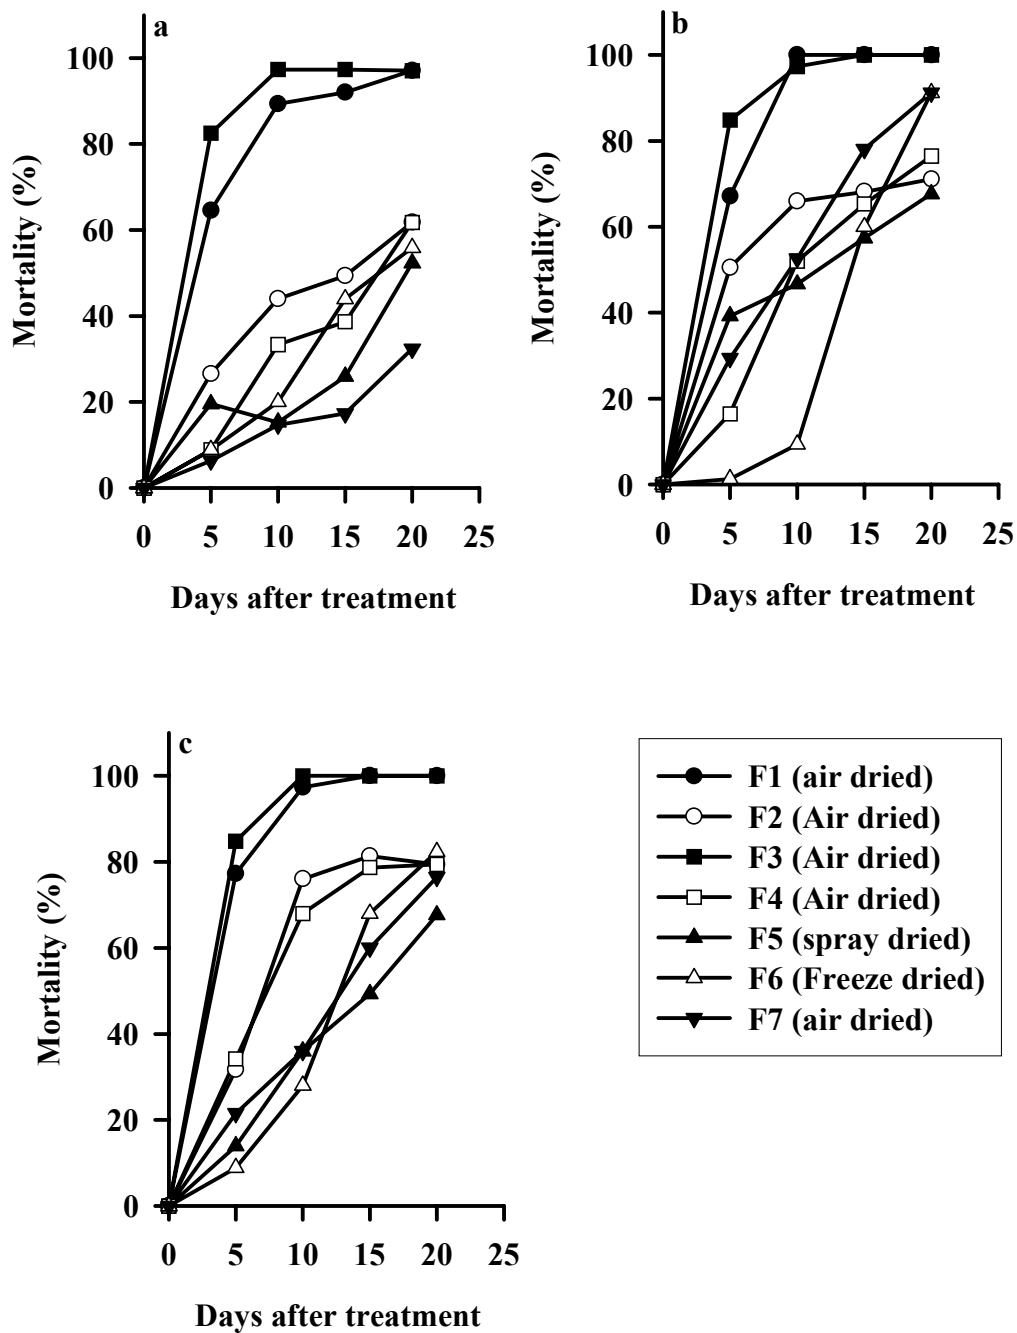 a
100
80
60
40
20
0
Mortality (%)
0 5 10 15 20 25
Days after treatment
b
100
80
60
40
20
0
Mortality (%)
0 5 10 15 20 25
Days after treatment
c
100
80
60
40
20
0
Mortality (%)
0 5 10 15 20 25
Days after treatment
F1 (air dried)
F2 (Air dried)
F3 (Air dried)
F4 (Air dried)
F5 (spray dried)
F6 (Freeze dried)
F7 (air dried)